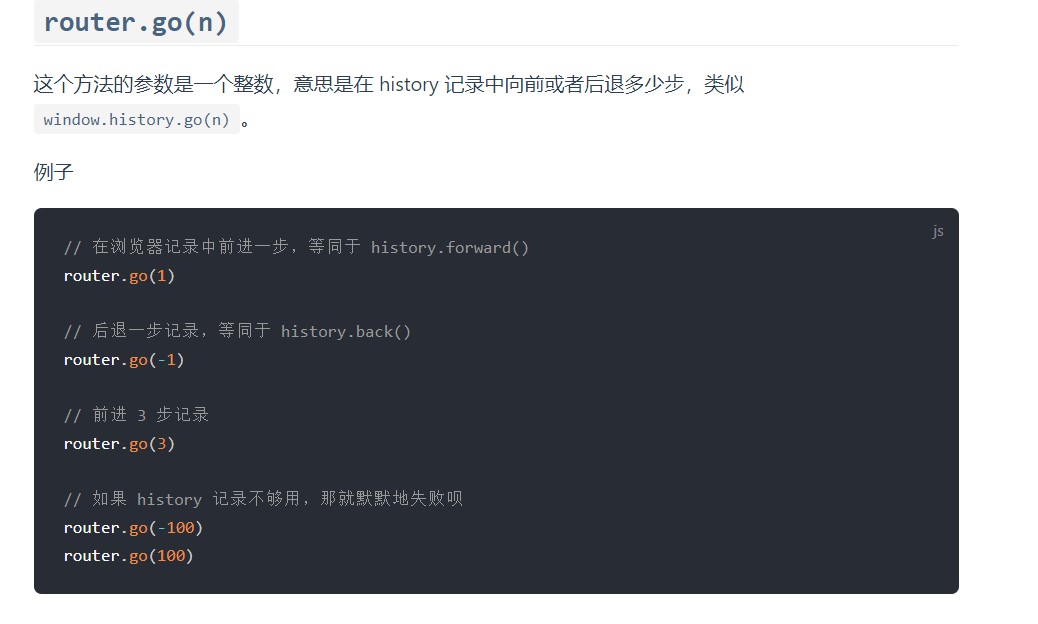 router.go(n)
这个方法的参数是一个整数，意思是在 history 记录中向前或者后退多少步，类似
window.history.go(n) 。
例子
js
// 在浏览器记录中前进一步，等同于 history.forward()
router.go(1)
// 后退一步记录，等同于 history.back()
router.go(-1)
// 前进 3 步记录
router.go(3)
// 如果 history 记录不够用，那就默默地失败呗
router.go(-100)
router.go(100)